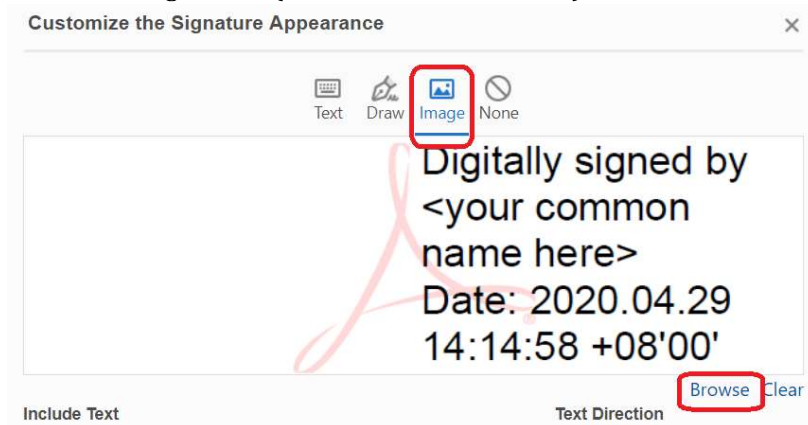 Customize the Signature Appearance
Text Draw Image None
Digitally signed by
<your common
name here>
Date: 2020.04.29
14:14:58 +08'00'
Browse Clear
Include Text Text Direction